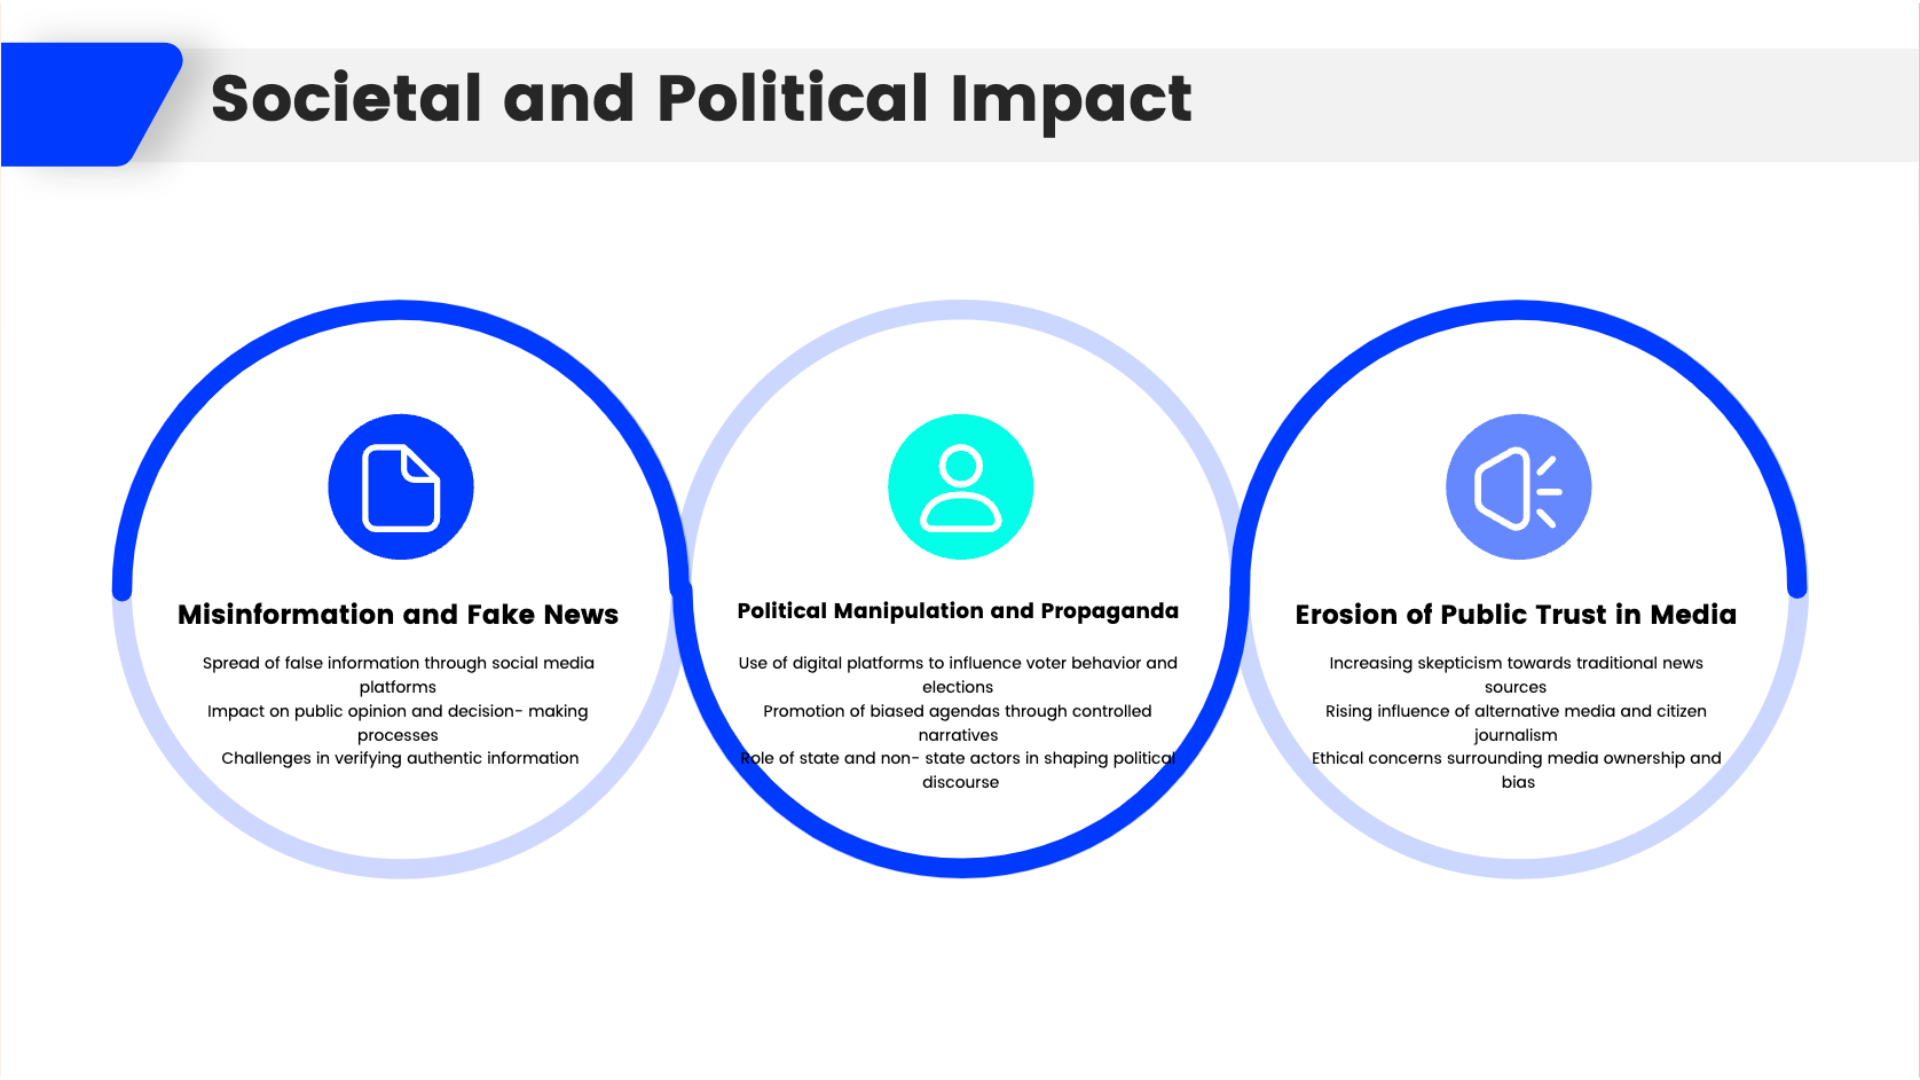 Societal and Political Impact
Misinformation and Fake News
Spread of false information through social media
platforms
Impact on public opinion and decision- making
processes
Challenges in verifying authentic information
Political Manipulation and Propaganda
Use of digital platforms to influence voter behavior and
elections
Promotion of biased agendas through controlled
narratives
Role of state and non- state actors in shaping political
discourse
Erosion of Public Trust in Media
Increasing skepticism towards traditional news
sources
Rising influence of alternative media and citizen
journalism
Ethical concerns surrounding media ownership and
bias